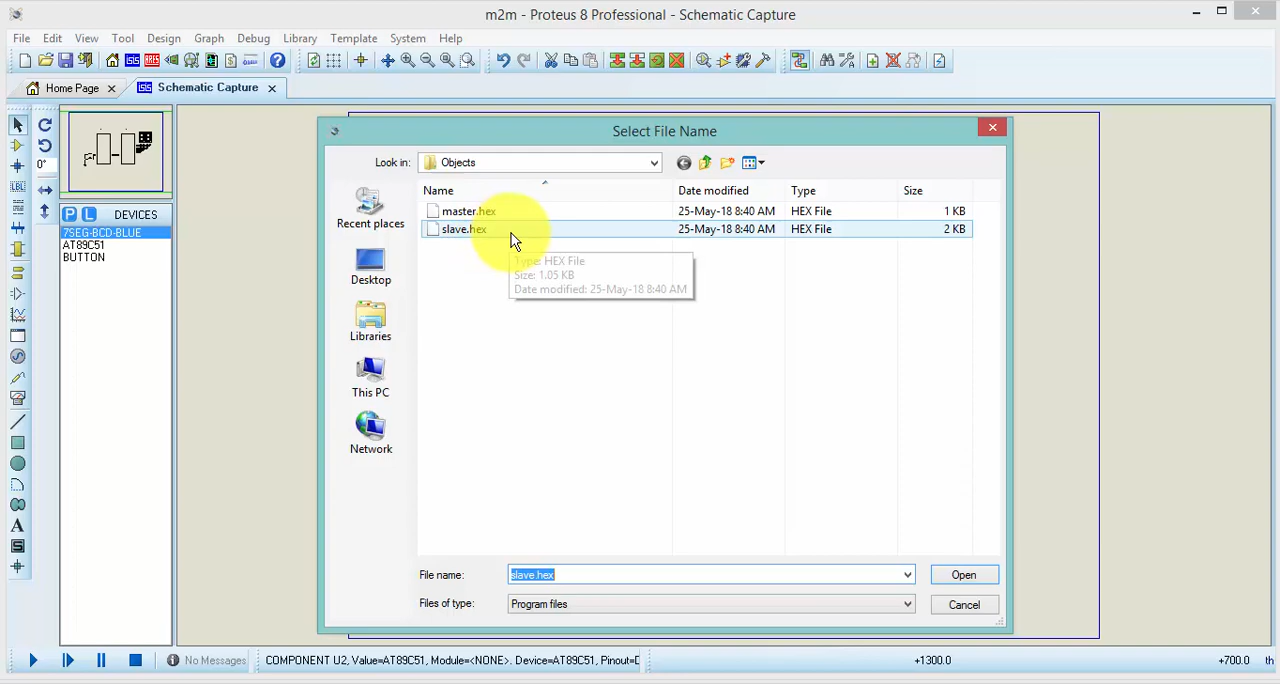 m2m - Proteus 8 Professional - Schematic Capture
File Edit View Tool Design Graph Debug Library Template System Help
Home Page Schematic Capture
Select File Name
Look in: Objects
Name Date modified Type Size
master.hex 25-May-18 8:40 AM HEX File 1 KB
slave.hex 25-May-18 8:40 AM HEX File 2 KB
Type: HEX File
Size: 1.05 KB
Date modified: 25-May-18 8:40 AM
Recent places
Desktop
Libraries
This PC
Network
0°
LBL
P L DEVICES
7SEG-BCD-BLUE
AT89C51
BUTTON
A
S
File name: slave.hex Open
Files of type: Program files Cancel
No Messages COMPONENT U2, Value=AT89C51, Module=<NONE>. Device=AT89C51, Pinout=D +1300.0 +700.0 th